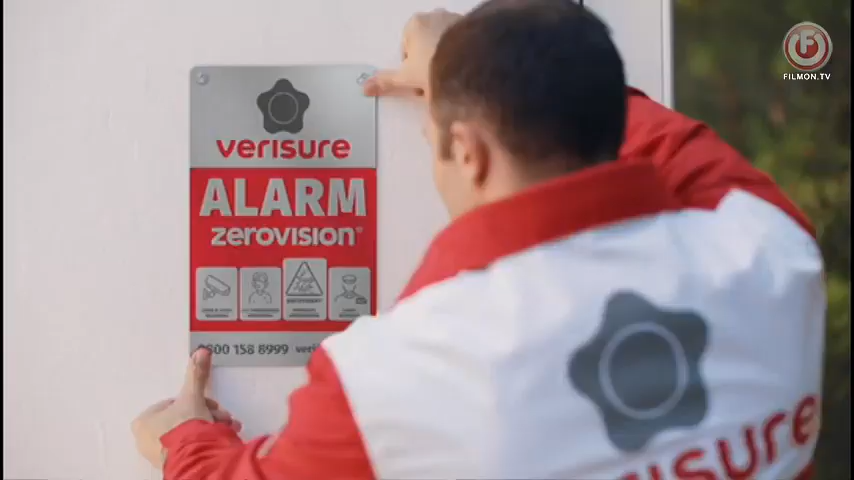 FILMON.TV
verisure
ALARM
zerovision®
0800 158 8999
verisure